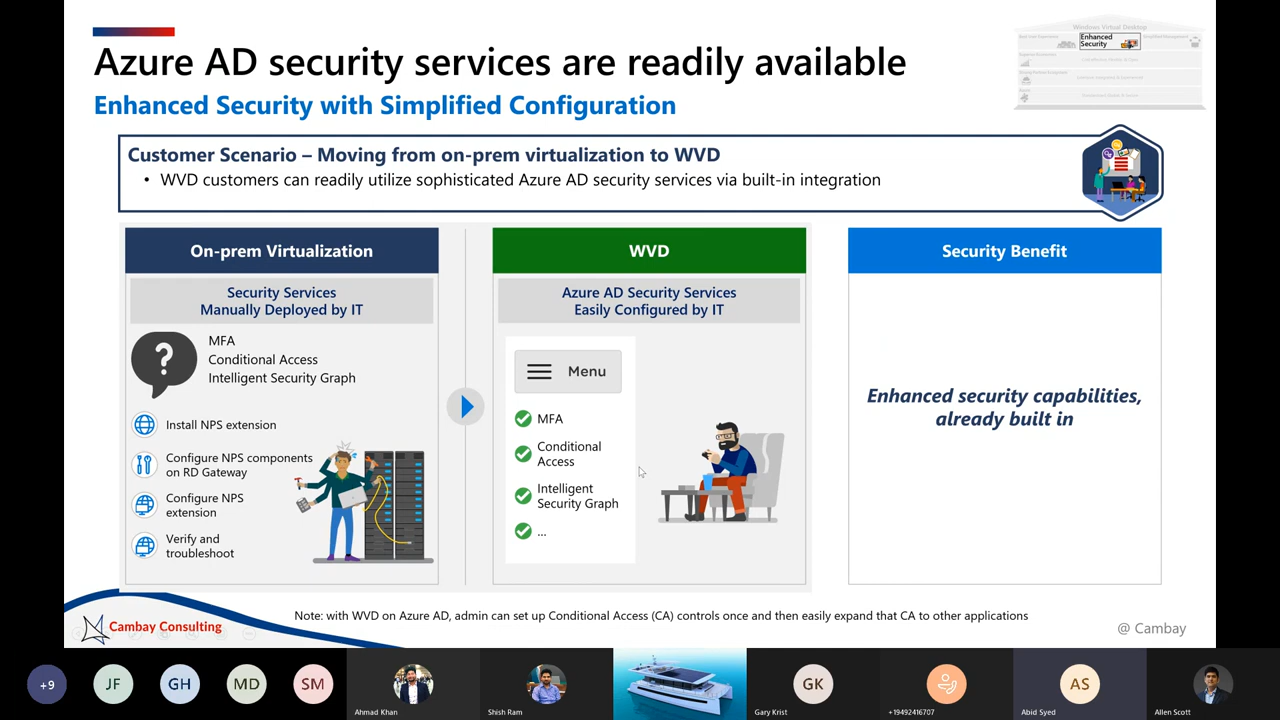 Azure AD security services are readily available
Enhanced Security with Simplified Configuration
Windows Virtual Desktop
Enhanced
Security
Customer Scenario – Moving from on-prem virtualization to WVD
• WVD customers can readily utilize sophisticated Azure AD security services via built-in integration
On-prem Virtualization
Security Services
Manually Deployed by IT
?
MFA
Conditional Access
Intelligent Security Graph
Install NPS extension
Configure NPS components
on RD Gateway
Configure NPS
extension
Verify and
troubleshoot
WVD
Azure AD Security Services
Easily Configured by IT
Menu
MFA
Conditional
Access
Intelligent
Security Graph
...
Security Benefit
Enhanced security capabilities,
already built in
Note: with WVD on Azure AD, admin can set up Conditional Access (CA) controls once and then easily expand that CA to other applications
Cambay Consulting
@ Cambay
+9
JF
GH
MD
SM
Ahmad Khan
Shish Ram
GK
Gary Krist
+19492416707
AS
Abid Syed
Allen Scott